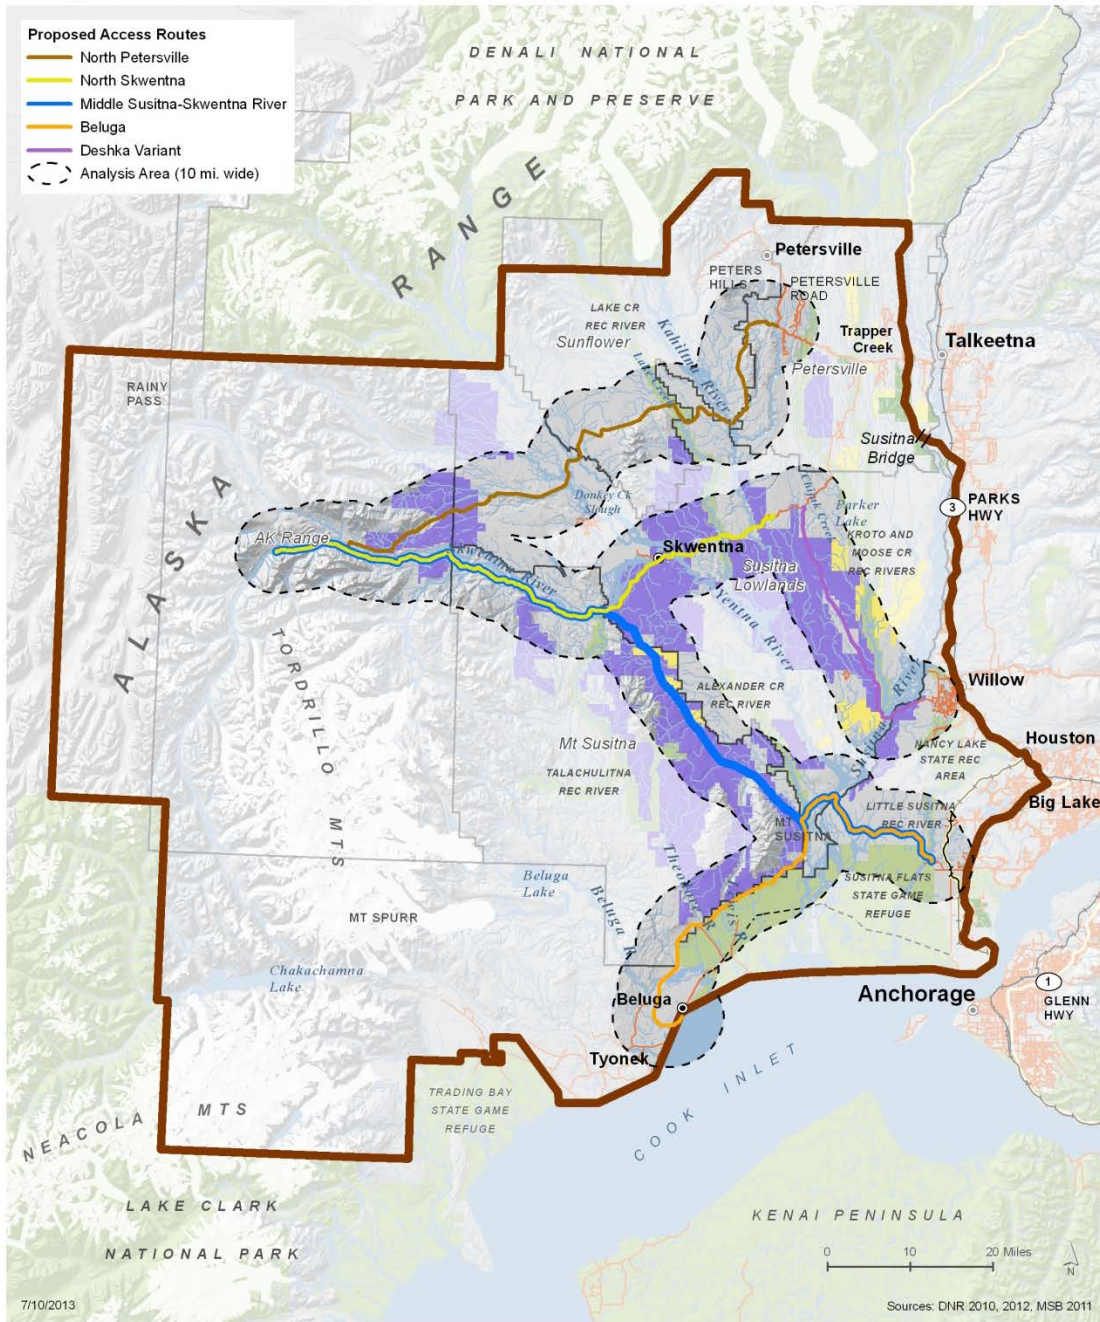 Proposed Access Routes
North Petersville
North Skwentna
Middle Susitna-Skwentna River
Beluga
Deshka Variant
Analysis Area (10 mi. wide)
DENALI NATIONAL
PARK AND PRESERVE
ALASKA RANGE
Petersville
PETERS
HILLS
PETERSVILLE
ROAD
LAKE CR
REC RIVER
Sunflower
Kahiltna River
Trapper
Creek
Talkeetna
Petersville
RAINY
PASS
Susitna
Bridge
3
PARKS
HWY
Donkey Ck
Slough
Parker
Lake
KROTO AND
MOOSE CR
REC RIVERS
AK Range
Skwentna
Susitna
Lowlands
Yentna River
Willow
ALEXANDER CR
REC RIVER
TORDRILLO MTS
Mt Susitna
TALACHULITNA
REC RIVER
NANCY LAKE
STATE REC
AREA
Houston
Big Lake
LITTLE SUSITNA
REC RIVER
MT
SUSITNA
SUSITNA FLATS
STATE GAME
REFUGE
Beluga
Lake
Beluga R
MT SPURR
Chakachamna
Lake
Beluga
Anchorage
1
GLENN
HWY
Tyonek
COOK INLET
TRADING BAY
STATE GAME
REFUGE
NEACOLA MTS
LAKE CLARK
NATIONAL PARK
KENAI PENINSULA
0 10 20 Miles
N
7/10/2013
Sources: DNR 2010, 2012, MSB 2011